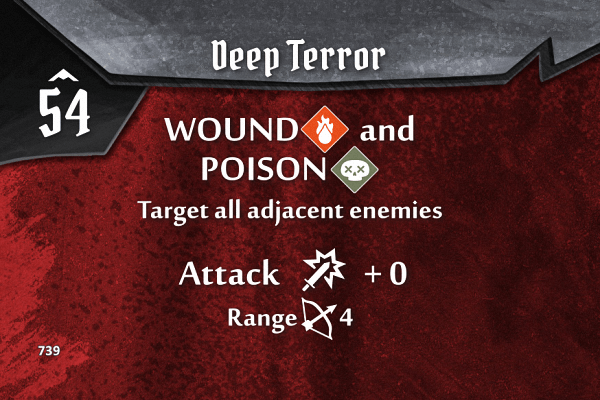 Deep Terror
54
WOUND and
POISON
Target all adjacent enemies
Attack + 0
Range 4
739